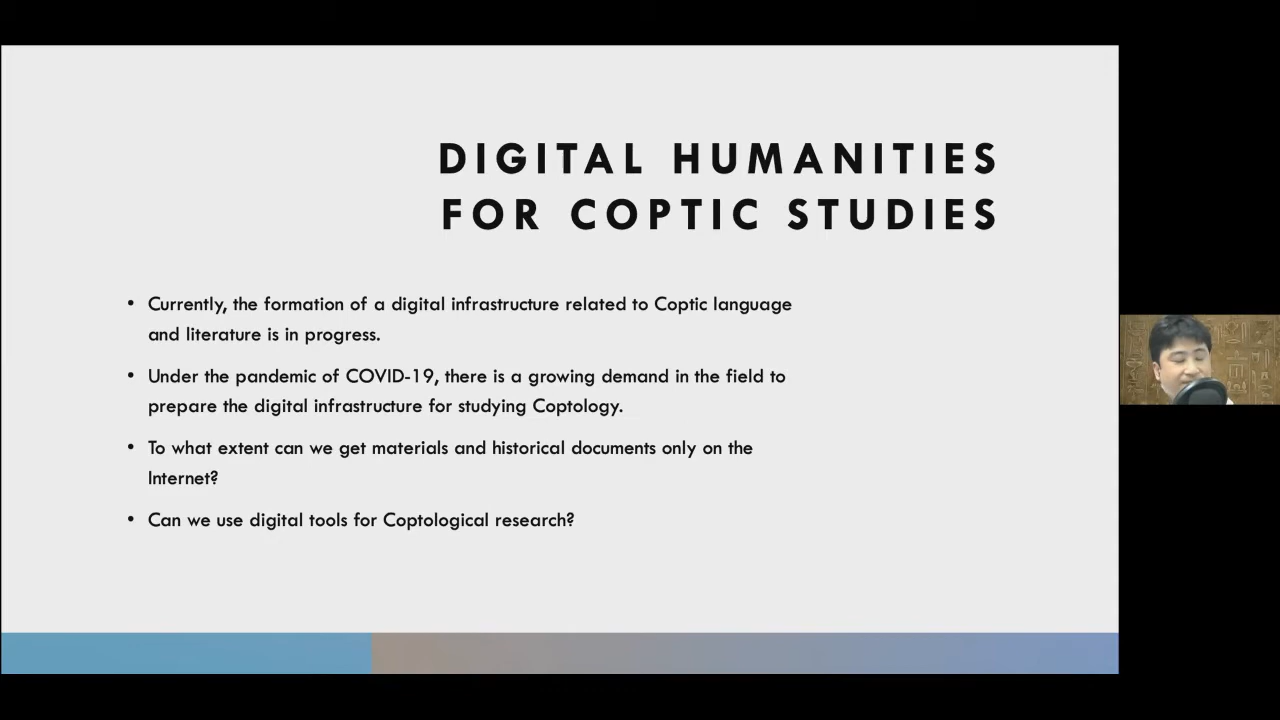 DIGITAL HUMANITIES
FOR COPTIC STUDIES
• Currently, the formation of a digital infrastructure related to Coptic language
and literature is in progress.
• Under the pandemic of COVID-19, there is a growing demand in the field to
prepare the digital infrastructure for studying Coptology.
• To what extent can we get materials and historical documents only on the
Internet?
• Can we use digital tools for Coptological research?